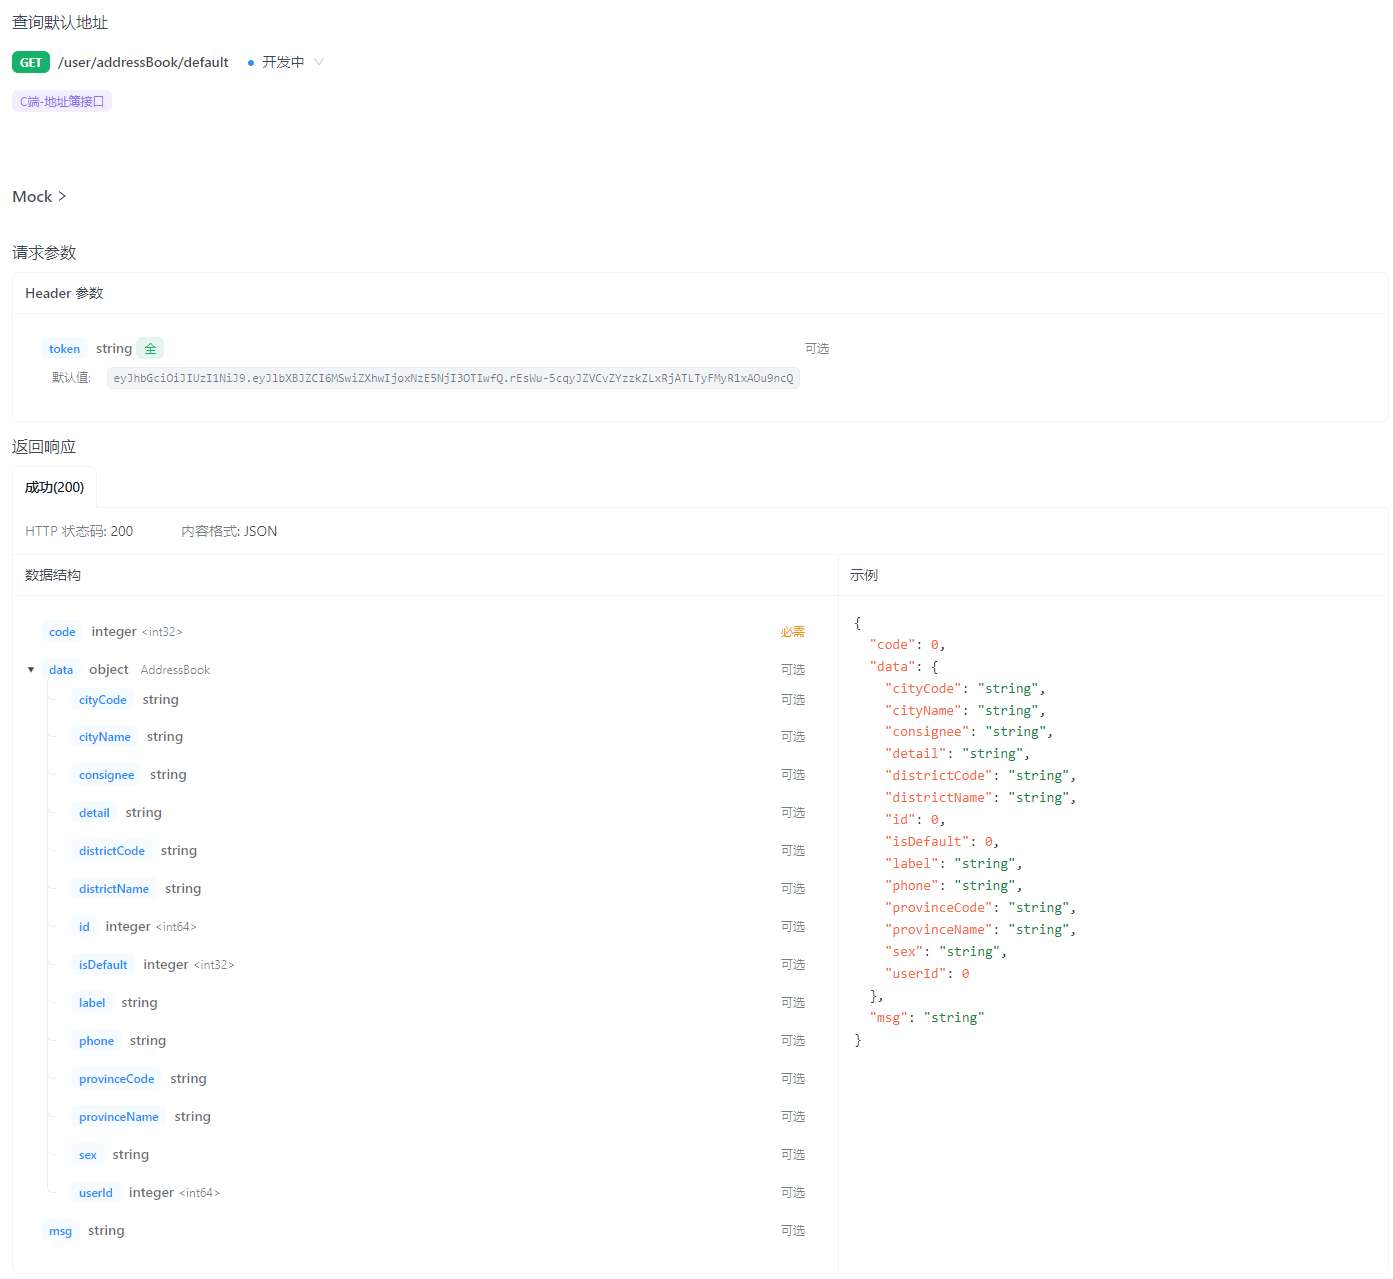 查询默认地址
GET /user/addressBook/default 开发中
C端-地址簿接口
Mock >
请求参数
Header 参数
token string 全 可选
默认值: eyJhbGciOiJIUzI1NiJ9.eyJlbXBJZCI6MSwiZXhwIjoxNzE5NjI3OTIwfQ.rEsWu-5cqyJZVCvZYzzkZLxRjATLTyFMyR1xAOu9ncQ
返回响应
成功(200)
HTTP 状态码: 200 内容格式: JSON
数据结构
code integer <int32> 必需
data object AddressBook 可选
cityCode string 可选
cityName string 可选
consignee string 可选
detail string 可选
districtCode string 可选
districtName string 可选
id integer <int64> 可选
isDefault integer <int32> 可选
label string 可选
phone string 可选
provinceCode string 可选
provinceName string 可选
sex string 可选
userId integer <int64> 可选
msg string 可选
示例
{
"code": 0,
"data": {
"cityCode": "string",
"cityName": "string",
"consignee": "string",
"detail": "string",
"districtCode": "string",
"districtName": "string",
"id": 0,
"isDefault": 0,
"label": "string",
"phone": "string",
"provinceCode": "string",
"provinceName": "string",
"sex": "string",
"userId": 0
},
"msg": "string"
}